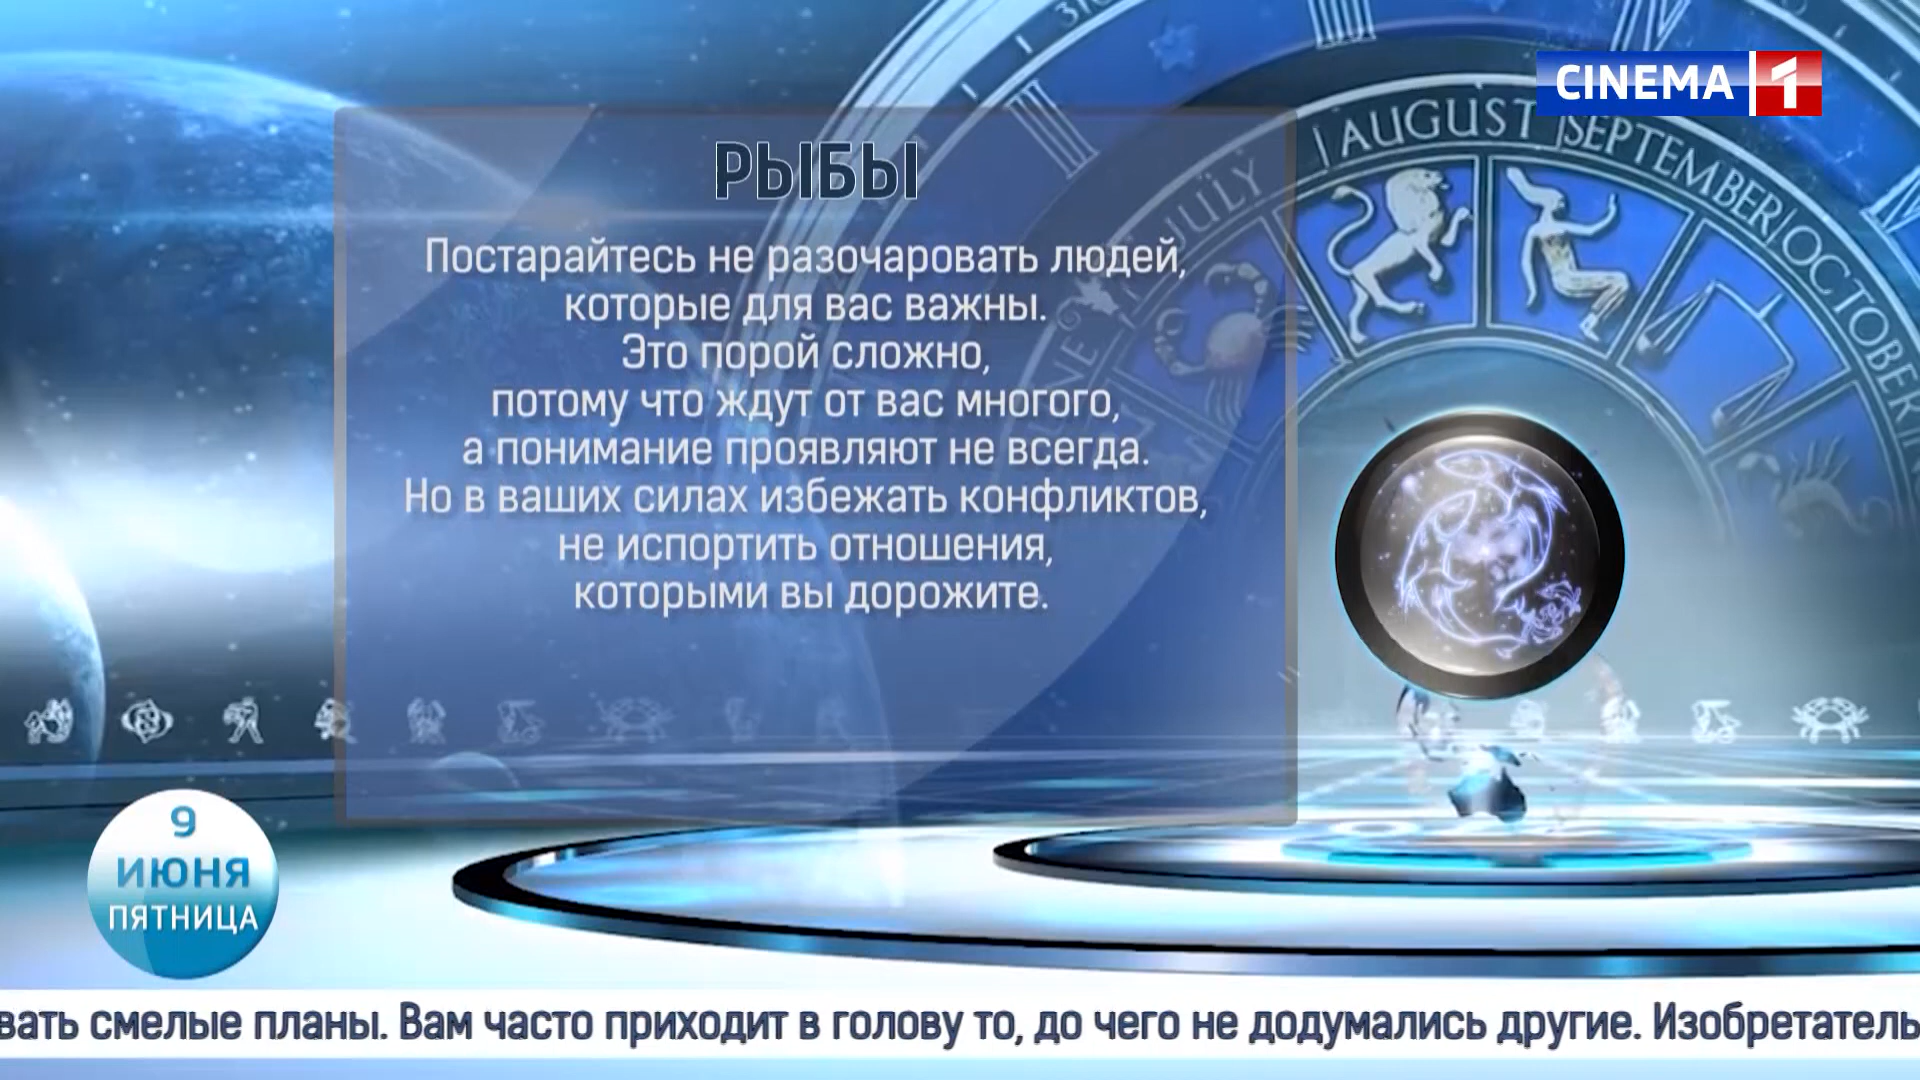 CINEMA 1
JULY
AUGUST
SEPTEMBER
OCTOBER
РЫБЫ
Постарайтесь не разочаровать людей,
которые для вас важны.
Это порой сложно,
потому что ждут от вас многого,
а понимание проявляют не всегда.
Но в ваших силах избежать конфликтов,
не испортить отношения,
которыми вы дорожите.
9
ИЮНЯ
ПЯТНИЦА
вать смелые планы. Вам часто приходит в голову то, до чего не додумались другие. Изобретатель